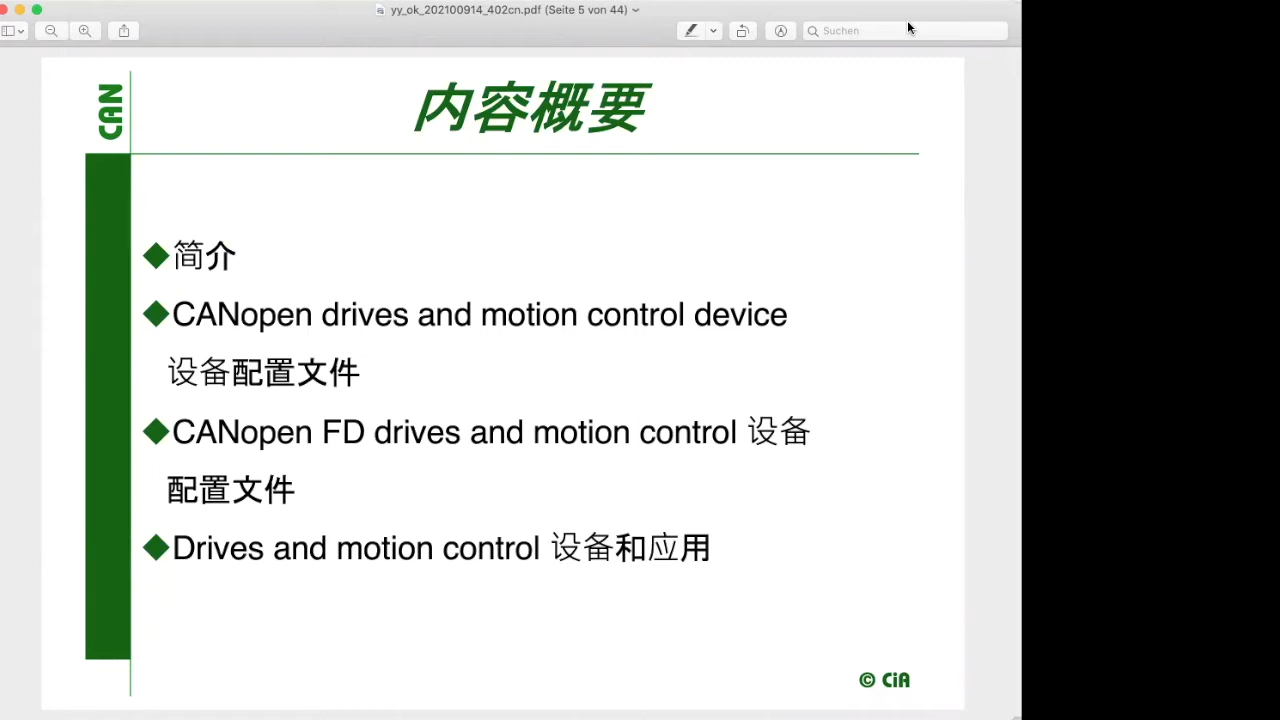 yy_ok_202100914_402cn.pdf (Seite 5 von 44)
Suchen
CAN
内容概要
简介
CANopen drives and motion control device
设备配置文件
CANopen FD drives and motion control 设备
配置文件
Drives and motion control 设备和应用
© CiA